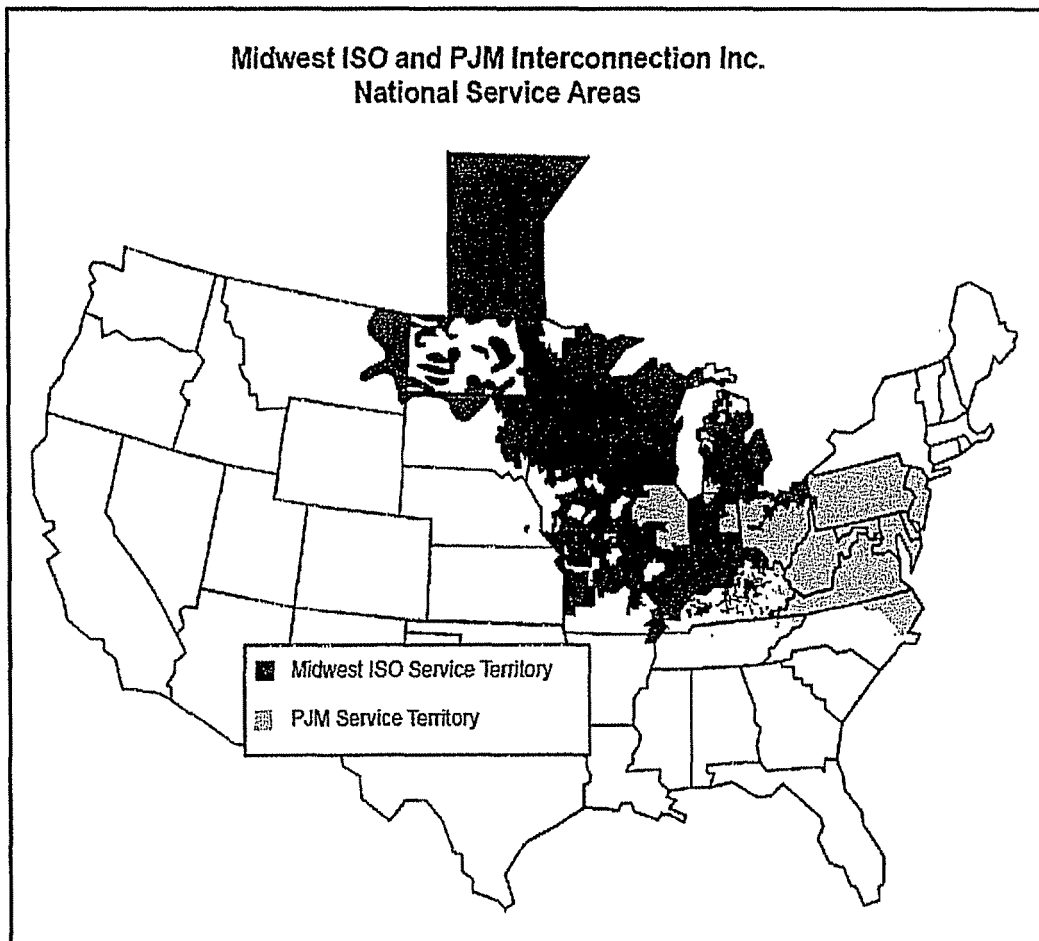 Midwest ISO and PJM Interconnection Inc.
National Service Areas
Midwest ISO Service Territory
PJM Service Territory